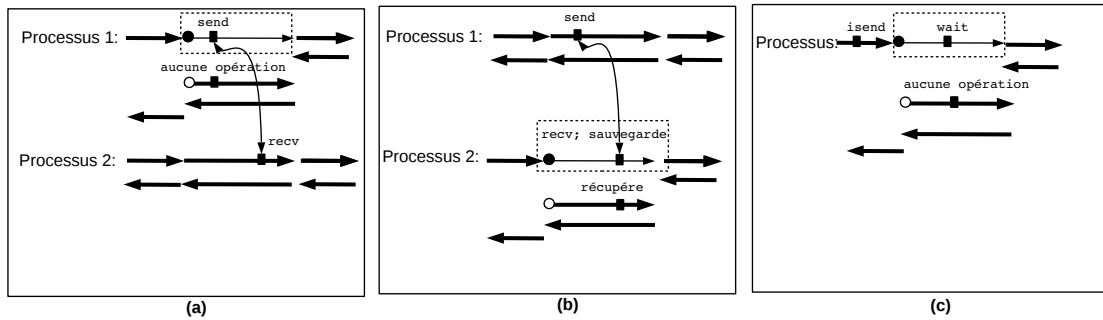 send
Processus 1:
aucune opération
recv
Processus 2:
(a)
send
Processus 1:
recv; sauvegarde
Processus 2:
récupére
(b)
isend
wait
Processus:
aucune opération
(c)